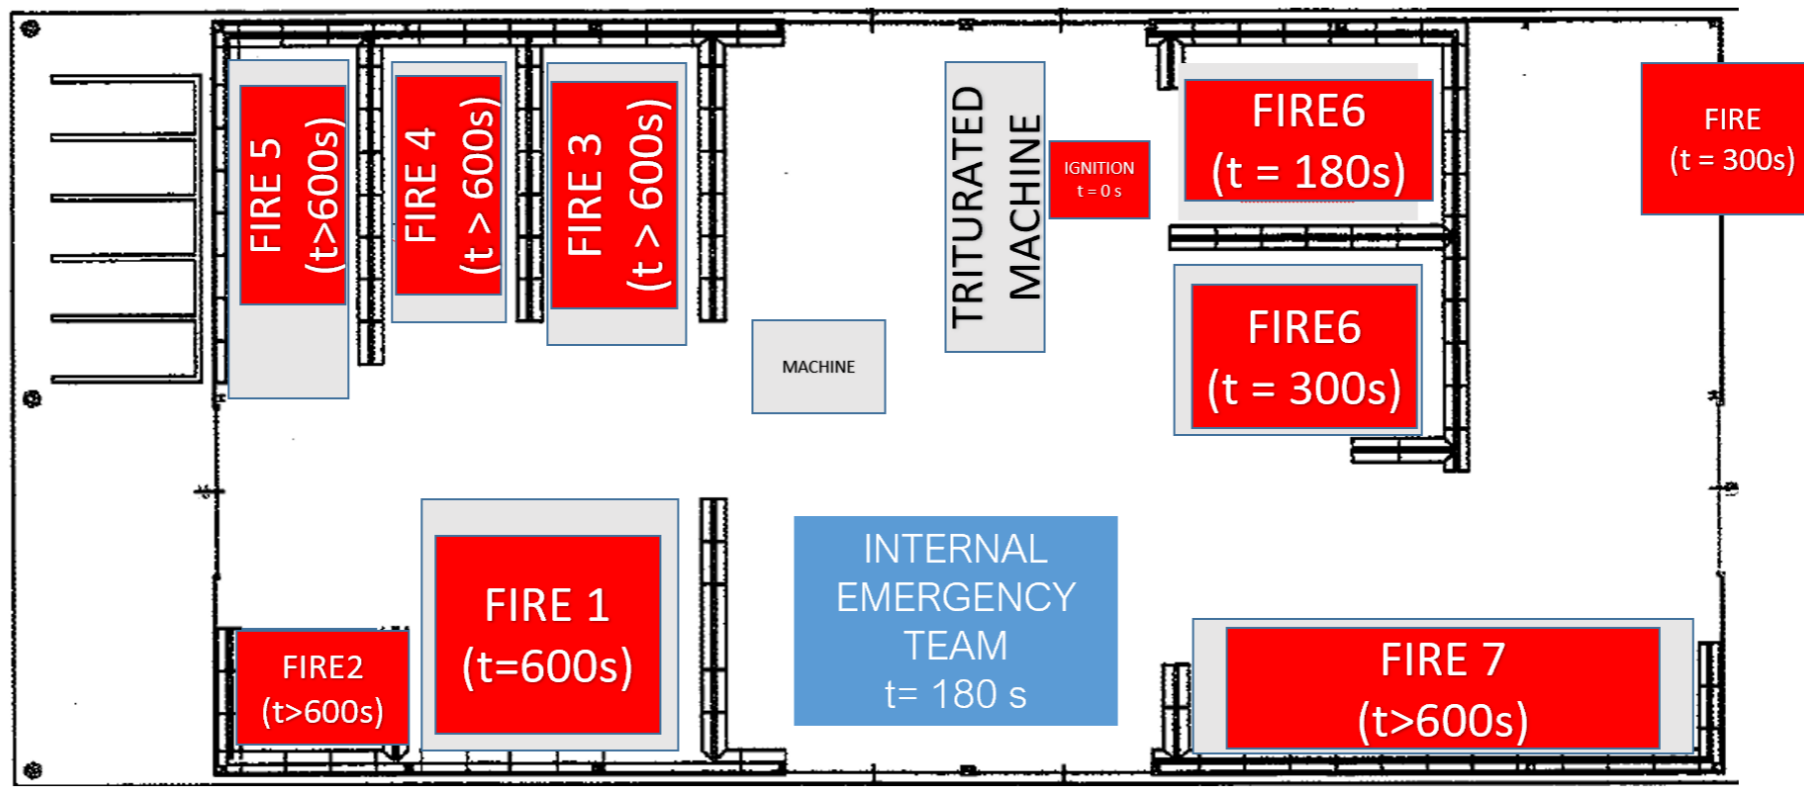 FIRE 5
(t>600s)
FIRE 4
(t > 600s)
FIRE 3
(t > 600s)
TRITURATED
MACHINE
IGNITION
t = 0 s
FIRE6
(t = 180s)
FIRE
(t = 300s)
MACHINE
FIRE6
(t = 300s)
FIRE2
(t>600s)
FIRE 1
(t=600s)
INTERNAL
EMERGENCY
TEAM
t= 180 s
FIRE 7
(t>600s)